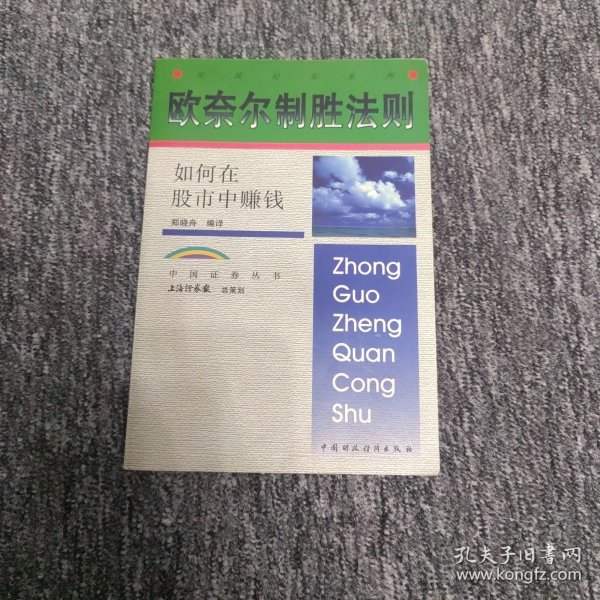 欧奈尔制胜法则
如何在
股市中赚钱
郑晓舟 编译
中国证券丛书
上海证券报 总策划
Zhong
Guo
Zheng
Quan
Cong
Shu
中国财政经济出版社
孔夫子旧书网
www.kongfz.com